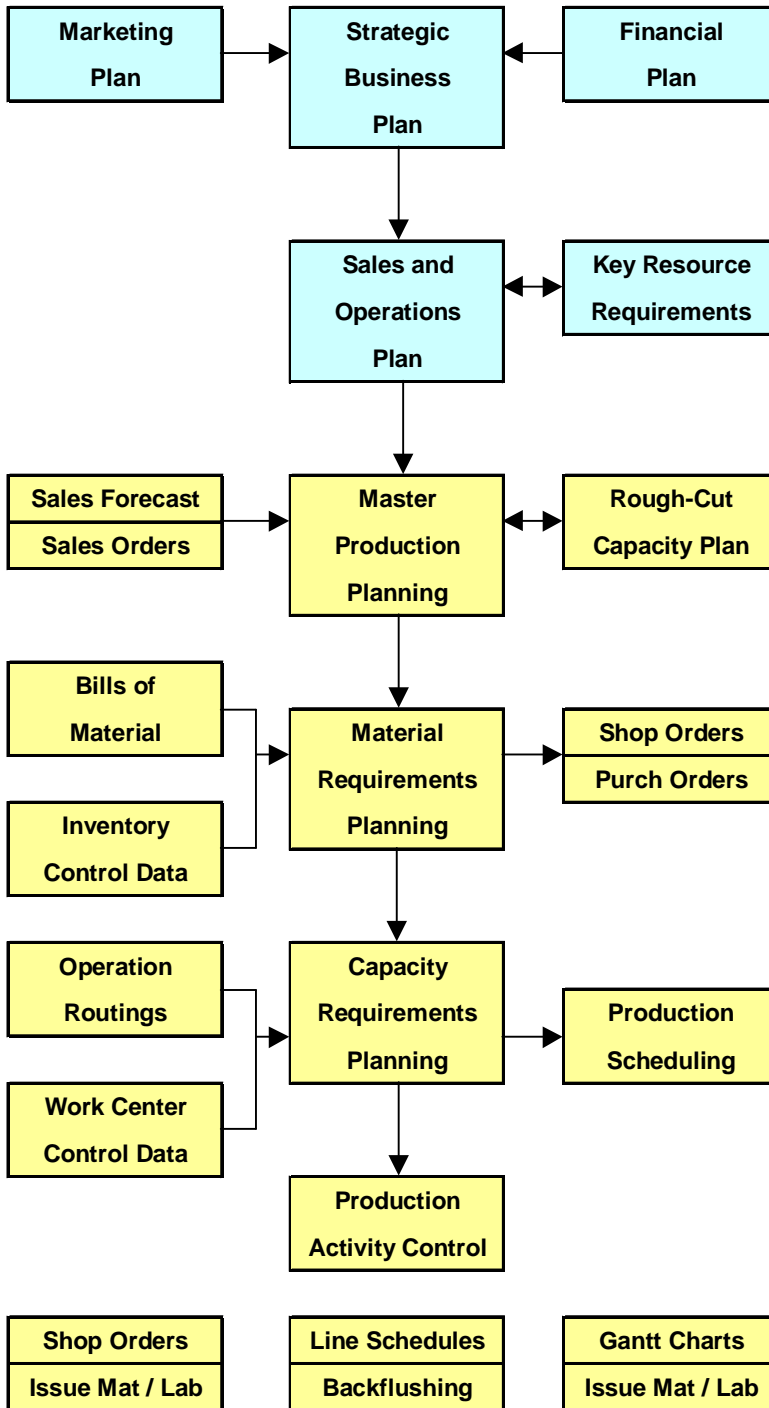 Marketing
Plan
Strategic
Business
Plan
Financial
Plan
Sales and
Operations
Plan
Key Resource
Requirements
Sales Forecast
Sales Orders
Master
Production
Planning
Rough-Cut
Capacity Plan
Bills of
Material
Inventory
Control Data
Material
Requirements
Planning
Shop Orders
Purch Orders
Operation
Routings
Work Center
Control Data
Capacity
Requirements
Planning
Production
Scheduling
Production
Activity Control
Shop Orders
Issue Mat / Lab
Line Schedules
Backflushing
Gantt Charts
Issue Mat / Lab